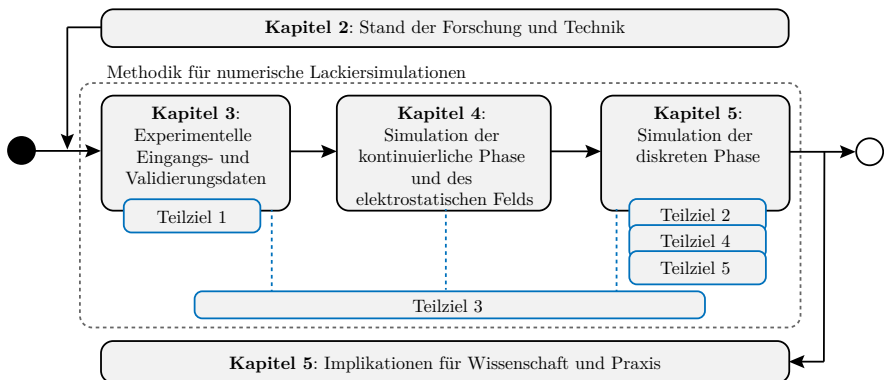 Kapitel 2: Stand der Forschung und Technik
Methodik für numerische Lackiersimulationen
Kapitel 3:
Experimentelle
Eingangs- und
Validierungsdaten
Teilziel 1
Kapitel 4:
Simulation der
kontinuierliche Phase
und des
elektrostatischen Felds
Kapitel 5:
Simulation der
diskreten Phase
Teilziel 2
Teilziel 4
Teilziel 5
Teilziel 3
Kapitel 5: Implikationen für Wissenschaft und Praxis